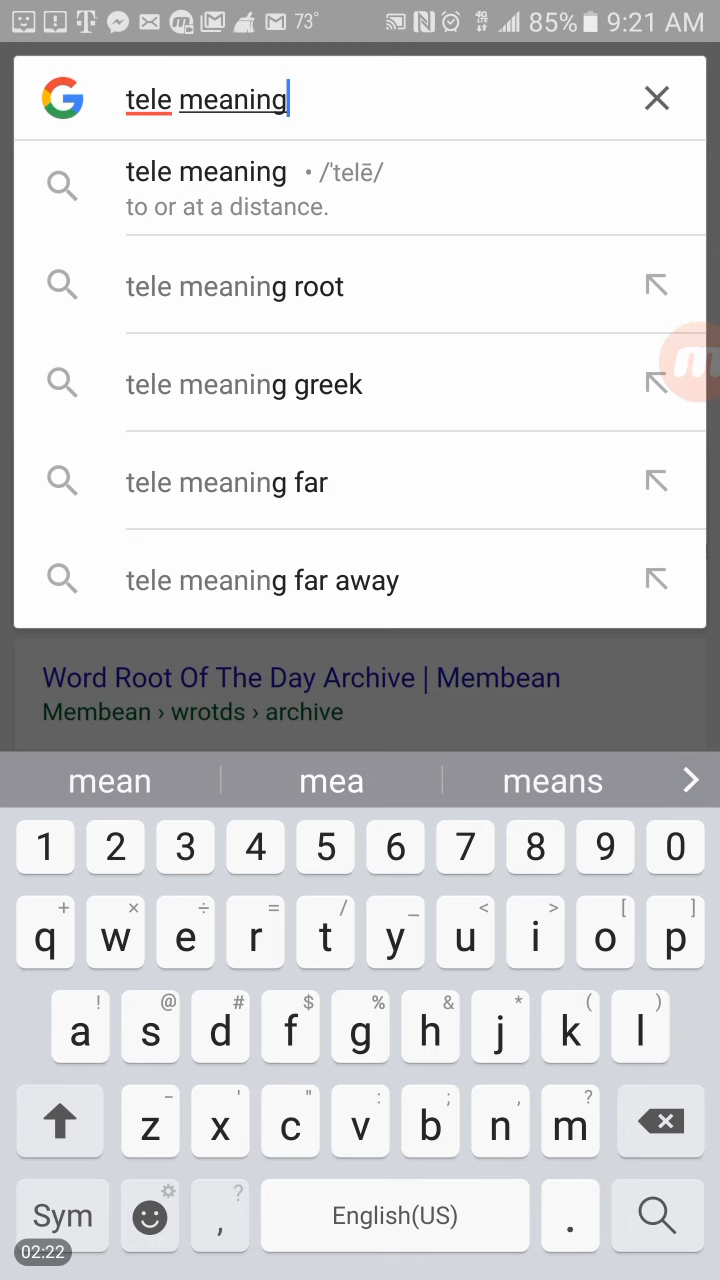 73°
4G LTE
85%
9:21 AM
tele meaning
tele meaning • /ˈtelē/
to or at a distance.
tele meaning root
tele meaning greek
tele meaning far
tele meaning far away
Word Root Of The Day Archive | Membean
Membean › wrotds › archive
mean mea means
1 2 3 4 5 6 7 8 9 0
+ × ÷ = / _ < > [ ]
q w e r t y u i o p
! @ # $ % & * ( )
a s d f g h j k l
- ' " : ; , ?
z x c v b n m
?
Sym , English(US) .
02:22